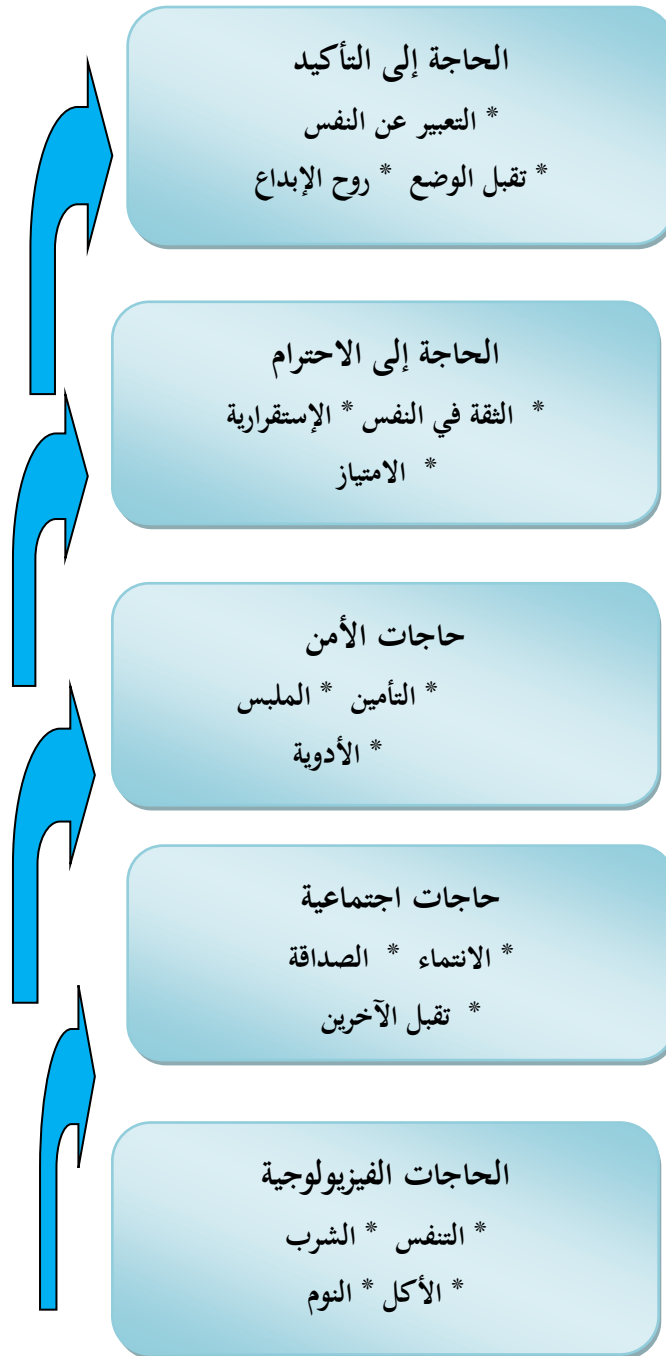 الحاجة إلى التأكيد
* التعبير عن النفس
* تقبل الوضع * روح الإبداع
الحاجة إلى الاحترام
* الثقة في النفس * الإستقرارية
* الامتياز
حاجات الأمن
* التأمين * الملبس
* الأدوية
حاجات اجتماعية
* الانتماء * الصداقة
* تقبل الآخرين
الحاجات الفيزيولوجية
* التنفس * الشرب
* الأكل * النوم